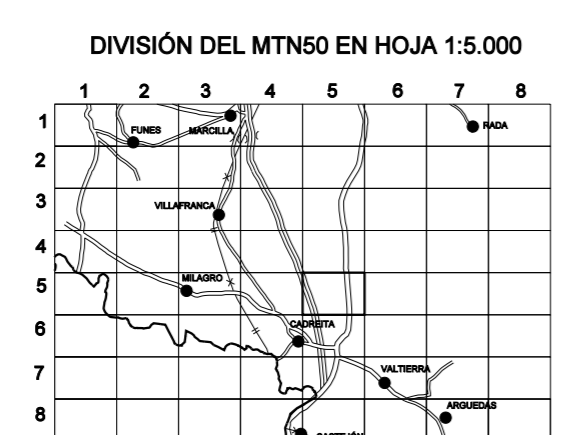 DIVISIÓN DEL MTN50 EN HOJA 1:5.000
1 2 3 4 5 6 7 8
1
FUNES
MARCILLA
RADA
2
3
VILLAFRANCA
4
5
MILAGRO
6
CADREITA
7
VALTIERRA
ARGUEDAS
8